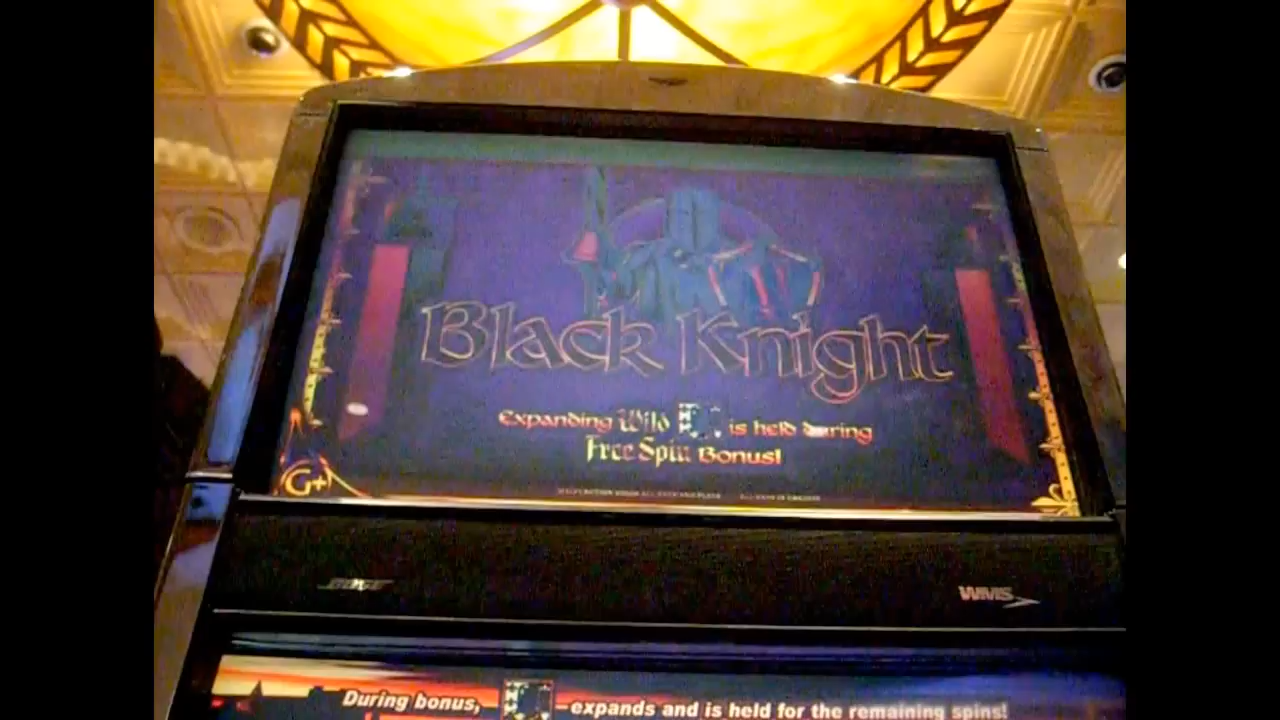 Black Knight
Expanding Wild is held during
Free Spin Bonus!
G+
BOSE
WMS
During bonus, expands and is held for the remaining spins!